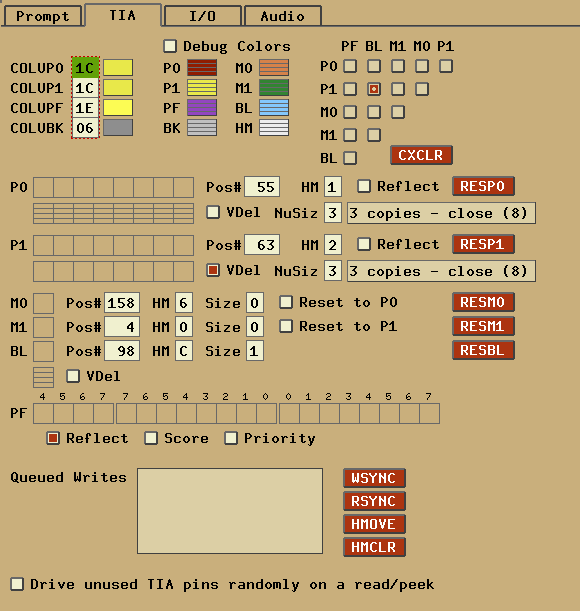 Prompt TIA I/O Audio
Debug Colors
PF BL M1 M0 P1
COLUP0 1C P0 M0 P0
COLUP1 1C P1 M1 P1
COLUPF 1E PF BL M0
COLUBK 06 BK HM M1
BL CXCLR
P0 Pos# 55 HM 1 Reflect RESP0
VDel NuSiz 3 3 copies - close (8)
P1 Pos# 63 HM 2 Reflect RESP1
VDel NuSiz 3 3 copies - close (8)
M0 Pos# 158 HM 6 Size 0 Reset to P0 RESM0
M1 Pos# 4 HM 0 Size 0 Reset to P1 RESM1
BL Pos# 98 HM C Size 1 RESBL
VDel
4 5 6 7 7 6 5 4 3 2 1 0 0 1 2 3 4 5 6 7
PF
Reflect Score Priority
Queued Writes WSYNC
RSYNC
HMOVE
HMCLR
Drive unused TIA pins randomly on a read/peek